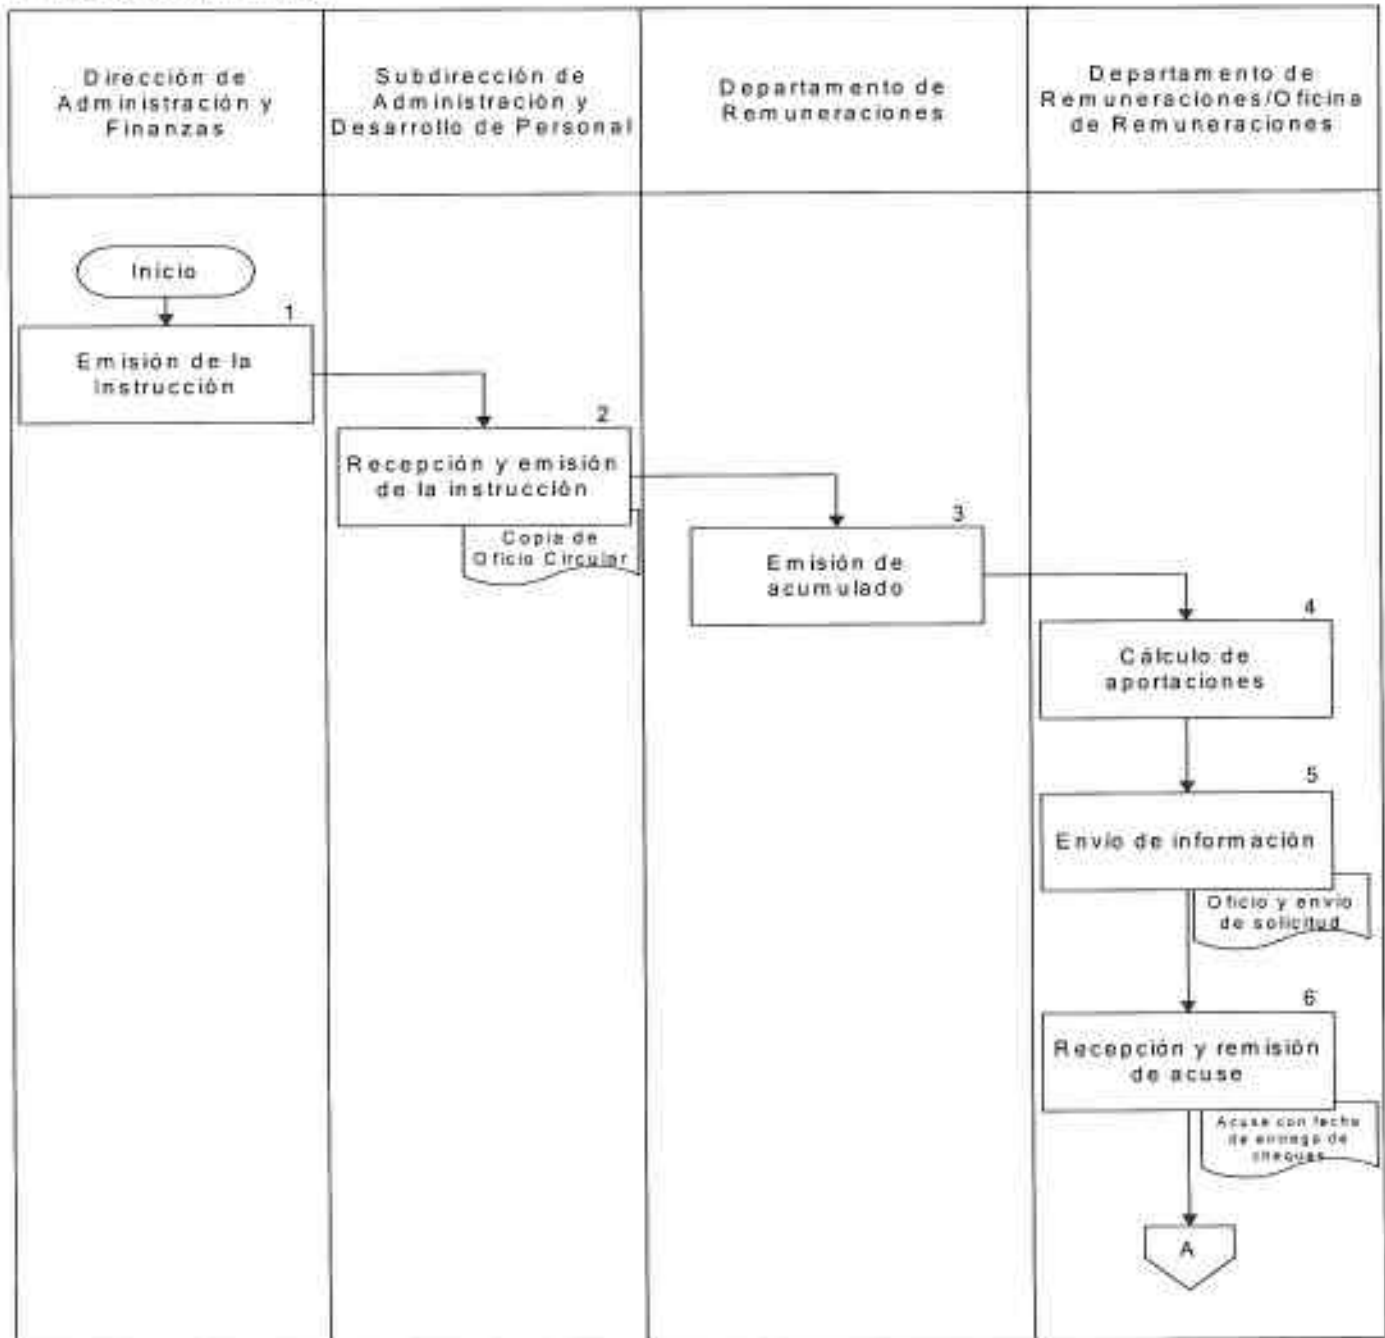 Dirección de
Administración y
Finanzas
Subdirección de
Administración y
Desarrollo de Personal
Departamento de
Remuneraciones
Departamento de
Remuneraciones/Oficina
de Remuneraciones
Inicio
1
Emisión de la
instrucción
2
Recepción y emisión
de la instrucción
Copia de
Oficio Circular
3
Emisión de
acumulado
4
Cálculo de
aportaciones
5
Envío de información
Oficio y envío
de solicitud
6
Recepción y remisión
de acuse
Acuse con fecha
de entrega de
cheques
A